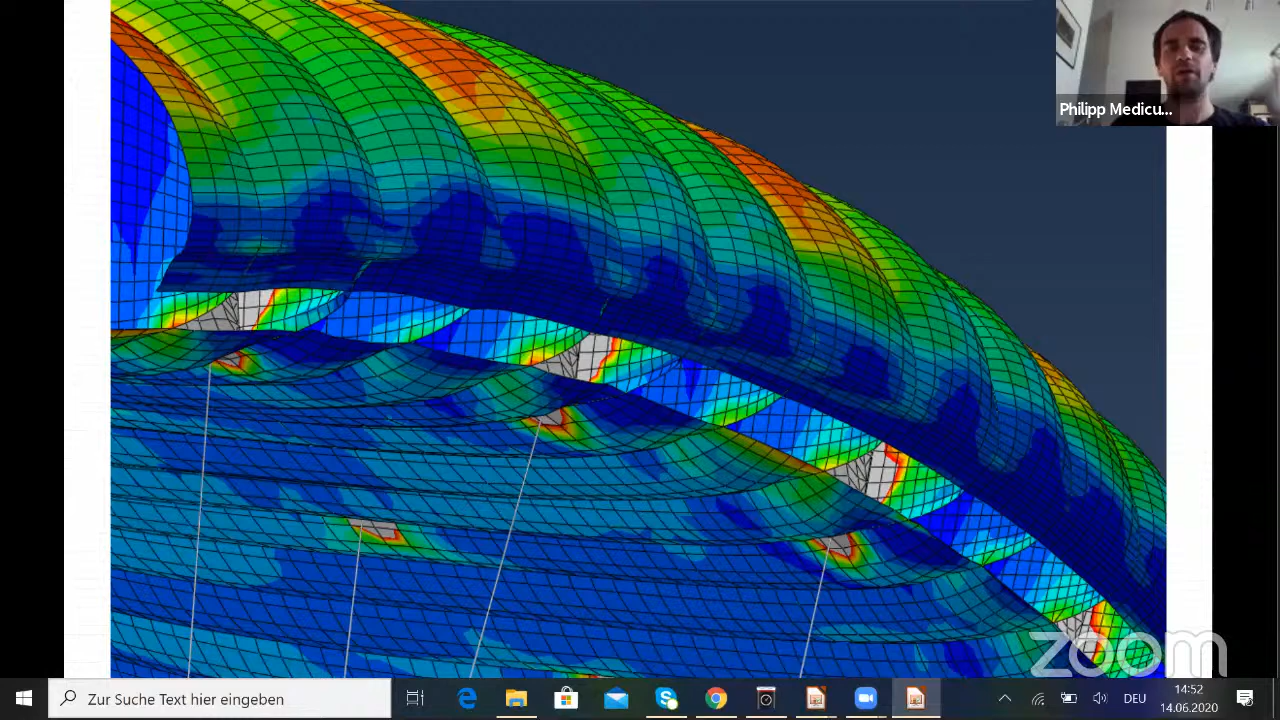 Philipp Medicu...
zoom
Zur Suche Text hier eingeben
DEU
14:52
14.06.2020